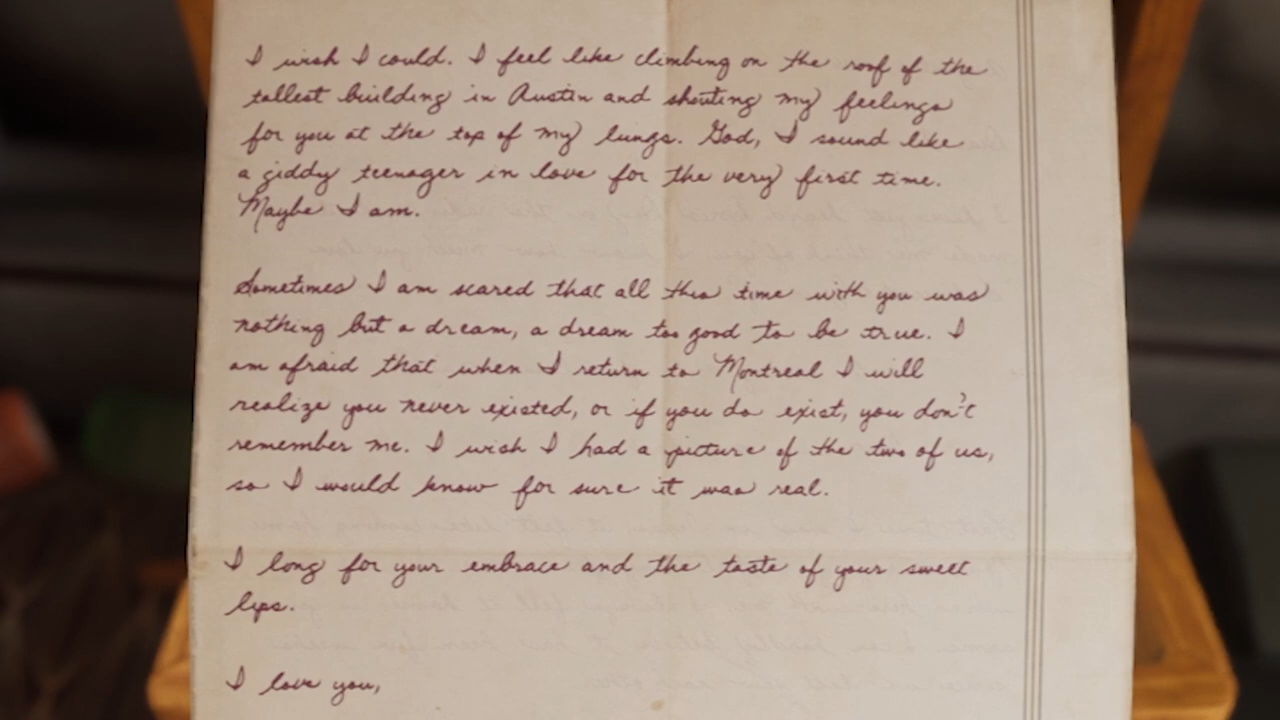 I wish I could. I feel like climbing on the roof of the
tallest building in Austin and shouting my feelings
for you at the top of my lungs. God, I sound like
a giddy teenager in love for the very first time.
Maybe I am.
Sometimes I am scared that all this time with you was
nothing but a dream, a dream too good to be true. I
am afraid that when I return to Montreal I will
realize you never existed, or if you do exist, you don't
remember me. I wish I had a picture of the two of us,
so I would know for sure it was real.
I long for your embrace and the taste of your sweet
lips.
I love you,